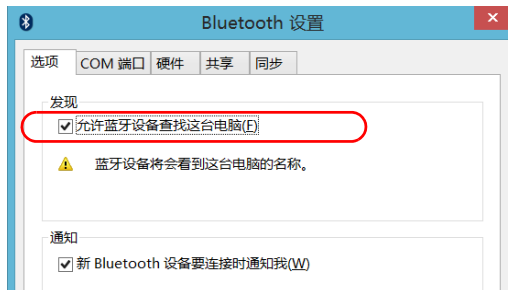 Bluetooth 设置
选项 COM 端口 硬件 共享 同步
发现
允许蓝牙设备查找这台电脑(F)
蓝牙设备将会看到这台电脑的名称。
通知
新 Bluetooth 设备要连接时通知我(W)